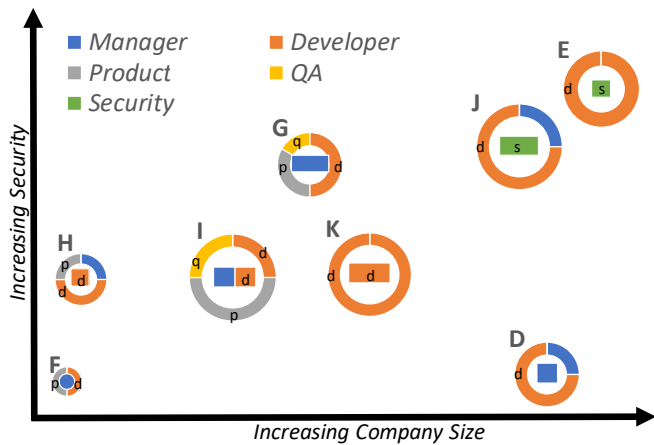 Manager
Developer
Product
QA
Security
E
d
s
J
d
s
G
q
p
d
H
p
d
d
I
q
d
d
p
K
d
d
F
p
d
D
d
Increasing Security
Increasing Company Size